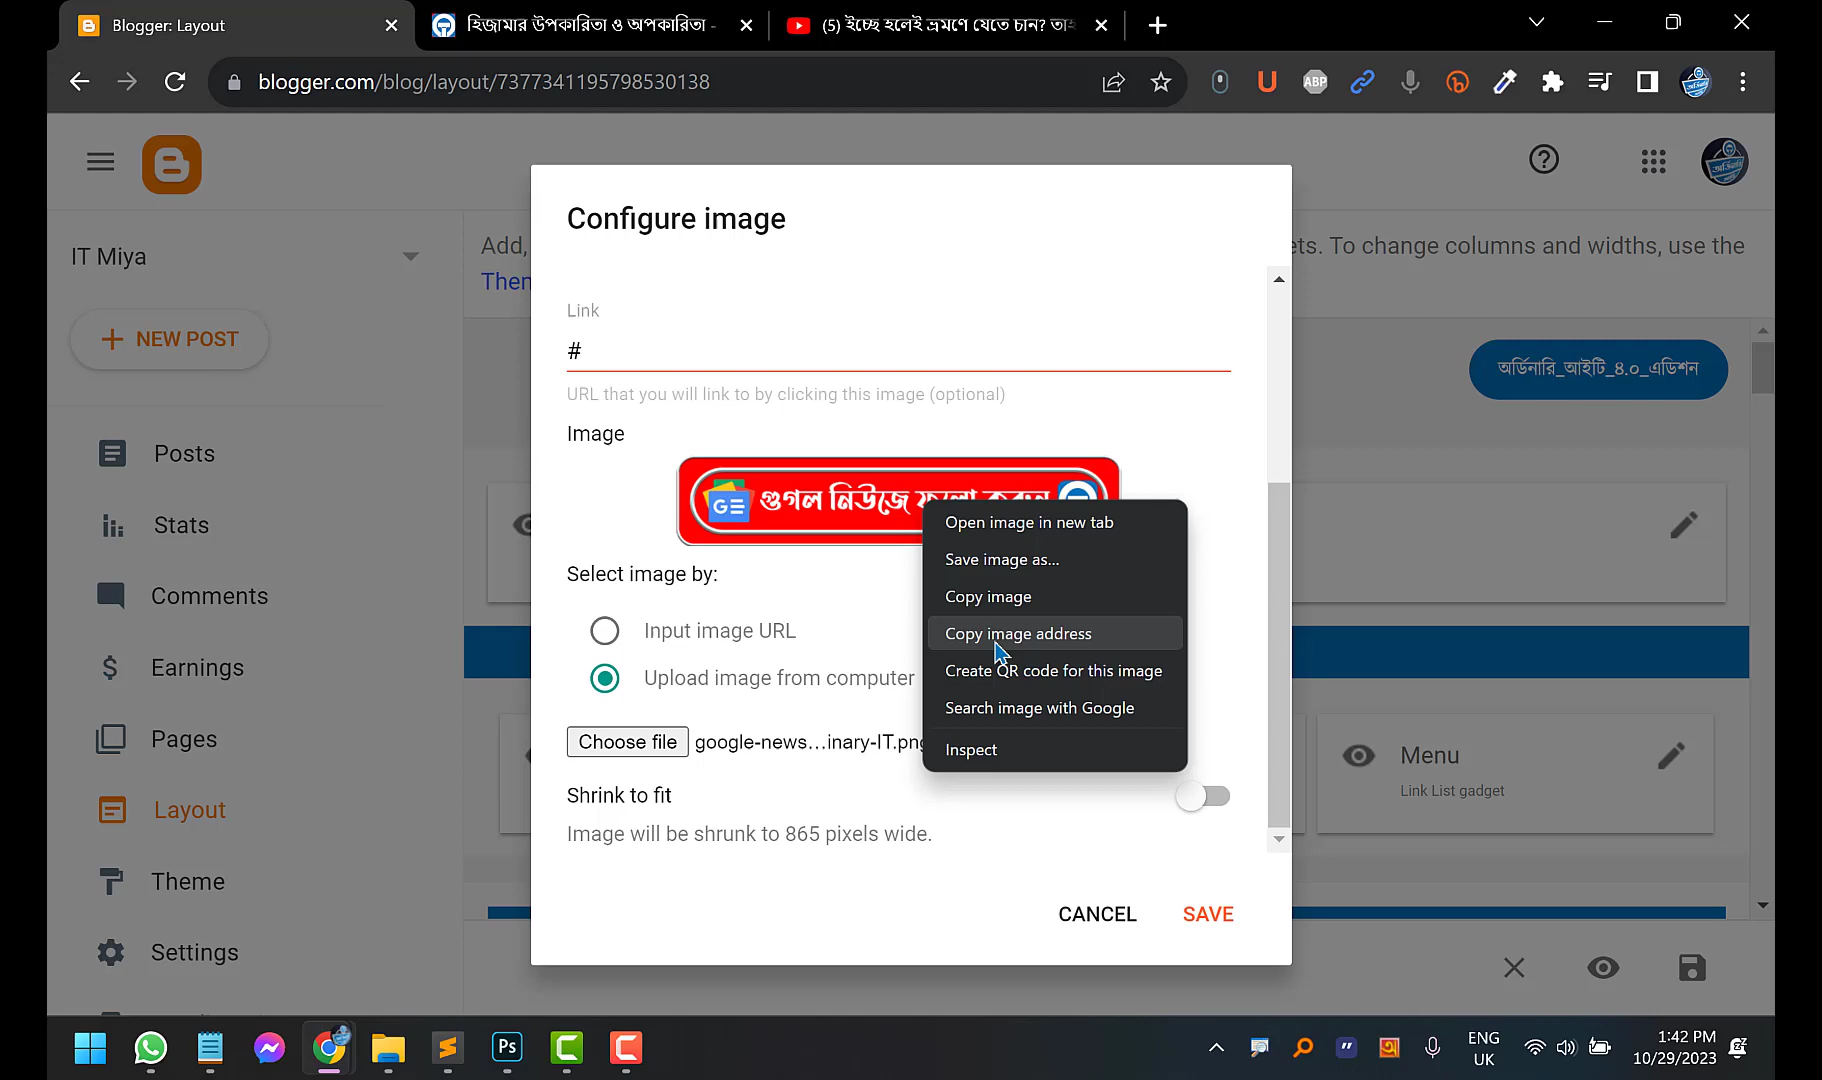 Blogger: Layout
হিজামার উপকারিতা ও অপকারিতা -
(5) ইচ্ছে হলেই ভ্রমণে যেতে চান? তাহ
blogger.com/blog/layout/7377341195798530138
ABP
IT Miya
Add,
ets. To change columns and widths, use the
Then
NEW POST
অর্ডিনারি_আইটি_৪.০_এডিশন
Posts
Stats
Comments
Earnings
Pages
Layout
Theme
Settings
Configure image
Link
#
URL that you will link to by clicking this image (optional)
Image
GE গুগল নিউজে ফলো করুন
Open image in new tab
Save image as...
Copy image
Copy image address
Create QR code for this image
Search image with Google
Inspect
Select image by:
Input image URL
Upload image from computer
Choose file google-news...inary-IT.png
Shrink to fit
Image will be shrunk to 865 pixels wide.
CANCEL SAVE
Menu
Link List gadget
Ps
ENG
UK
1:42 PM
10/29/2023